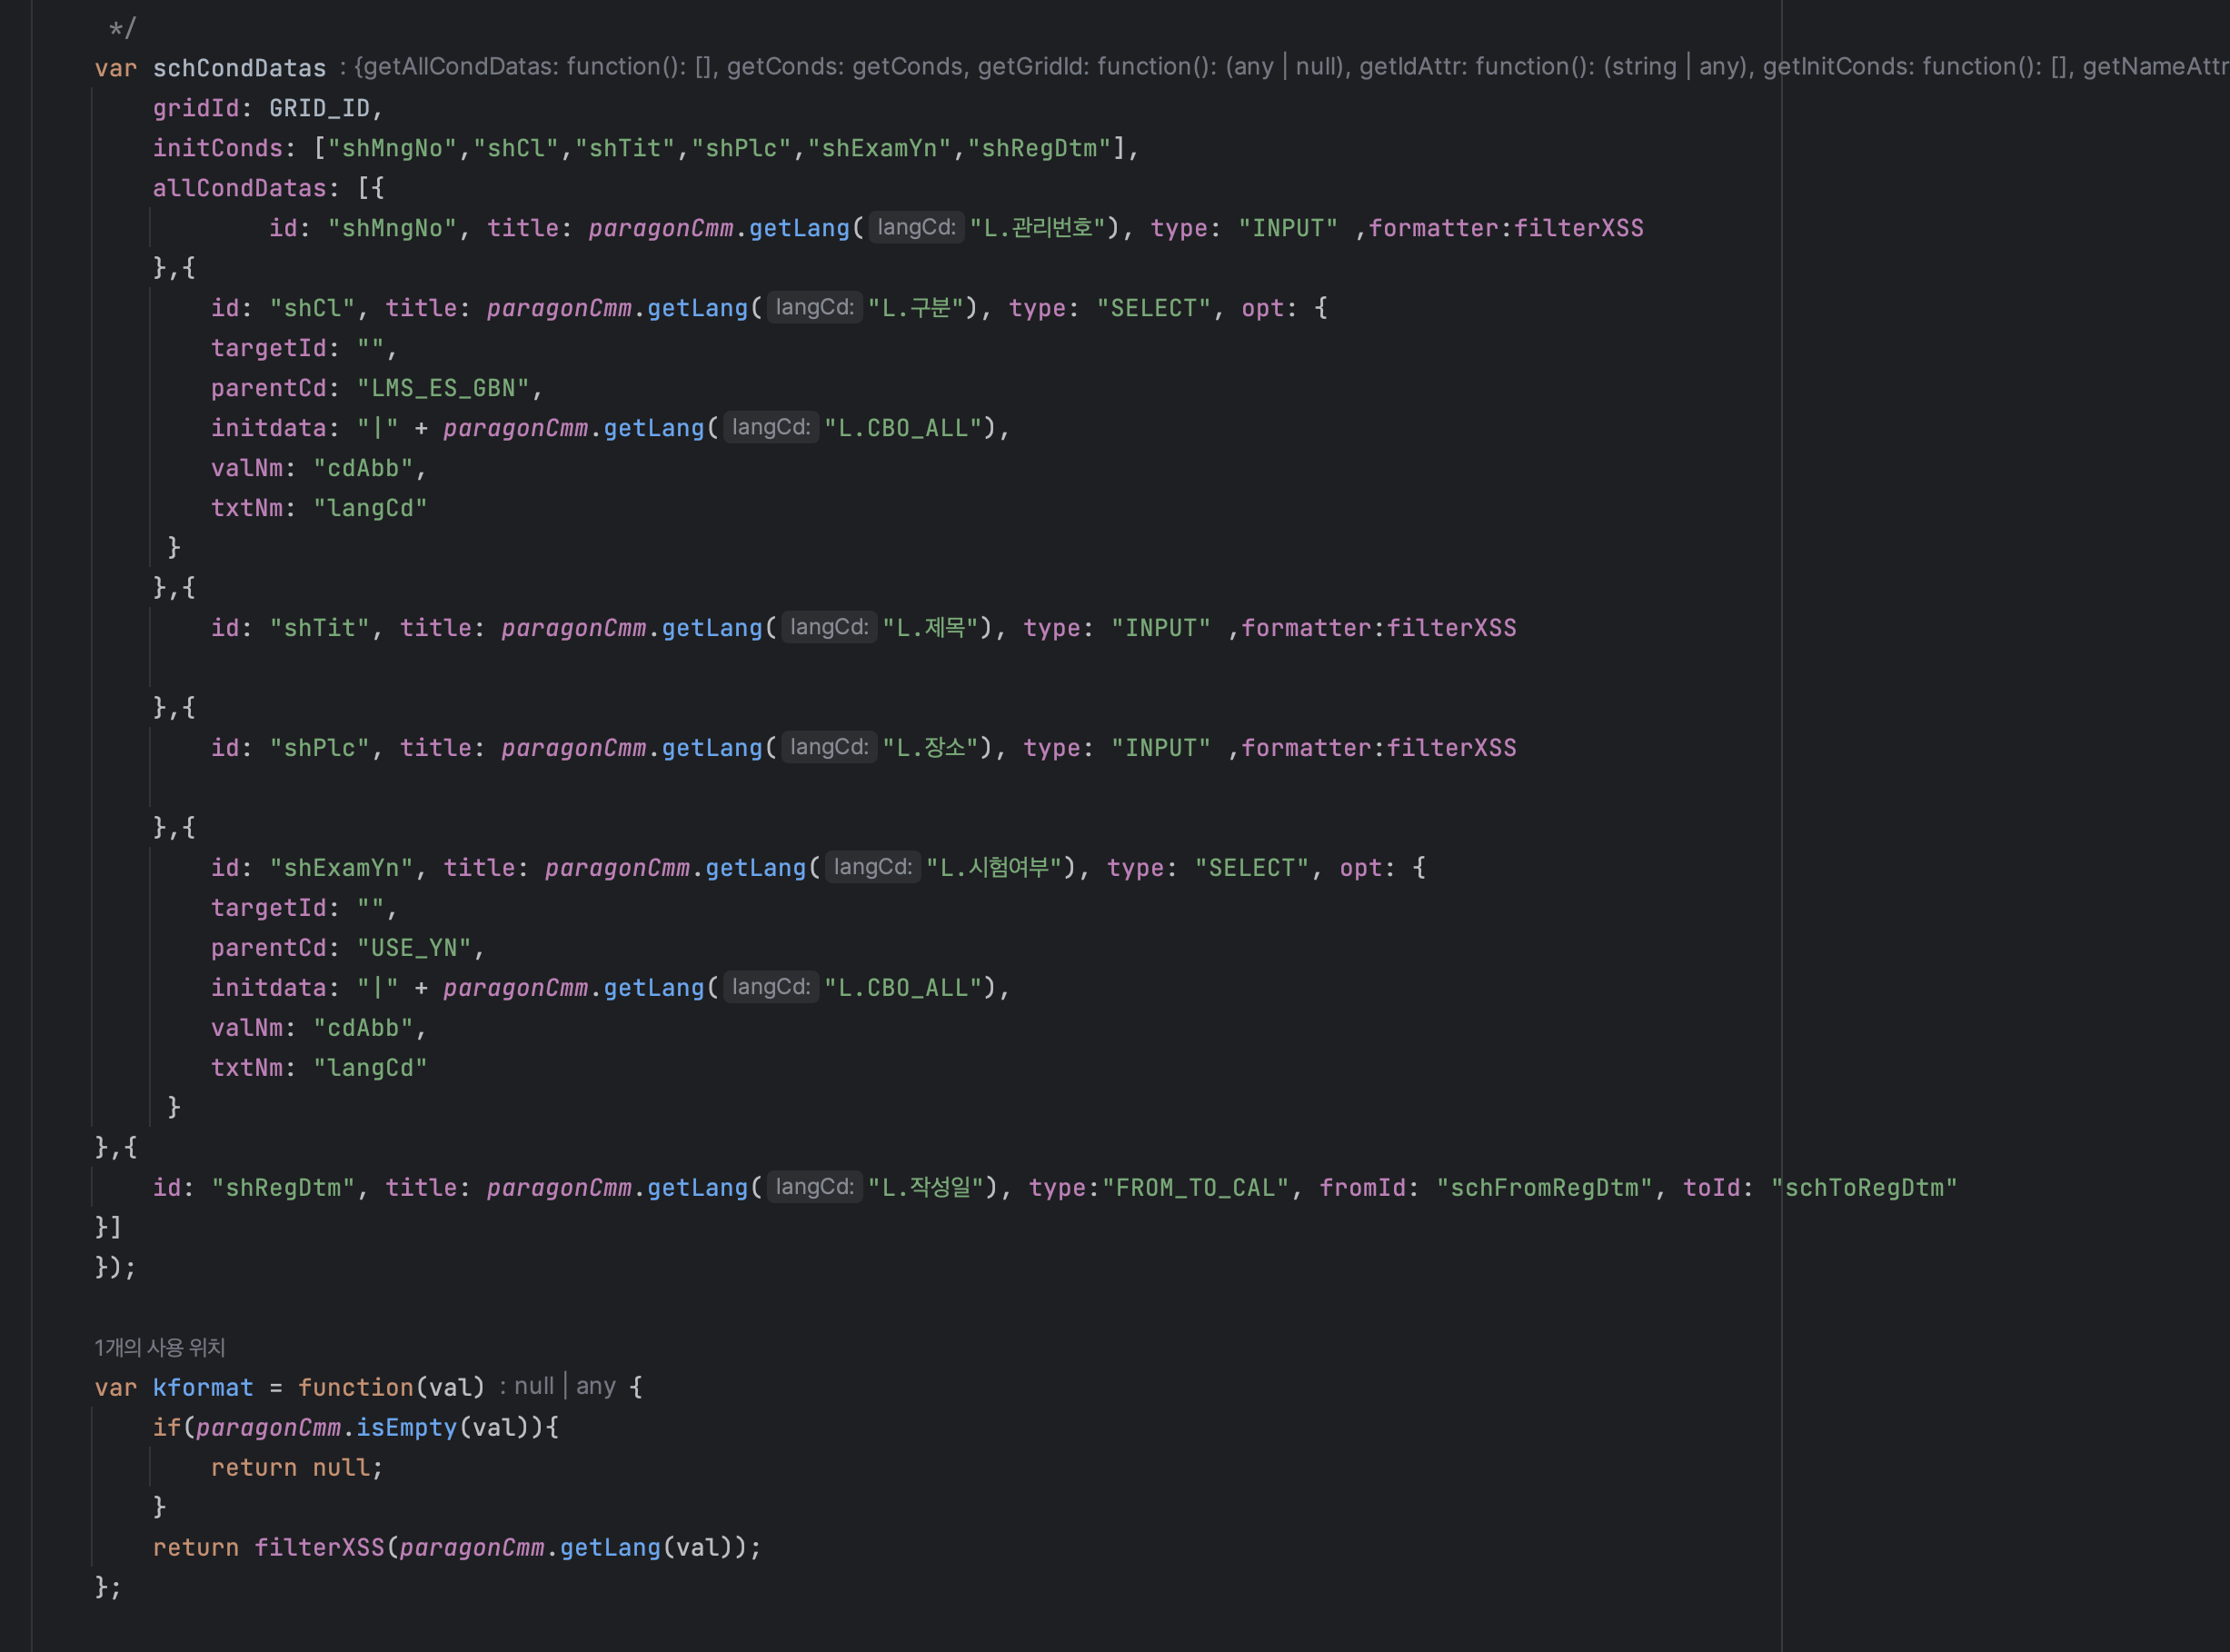 */
var schCondDatas : {getAllCondDatas: function(): [], getConds: getConds, getGridId: function(): (any | null), getIdAttr: function(): (string | any), getInitConds: function(): [], getNameAttr
gridId: GRID_ID,
initConds: ["shMngNo","shCl","shTit","shPlc","shExamYn","shRegDtm"],
allCondDatas: [{
id: "shMngNo", title: paragonCmm.getLang( langCd: "L.관리번호"), type: "INPUT" ,formatter:filterXSS
},{
id: "shCl", title: paragonCmm.getLang( langCd: "L.구분"), type: "SELECT", opt: {
targetId: "",
parentCd: "LMS_ES_GBN",
initdata: "|" + paragonCmm.getLang( langCd: "L.CBO_ALL"),
valNm: "cdAbb",
txtNm: "langCd"
}
},{
id: "shTit", title: paragonCmm.getLang( langCd: "L.제목"), type: "INPUT" ,formatter:filterXSS
},{
id: "shPlc", title: paragonCmm.getLang( langCd: "L.장소"), type: "INPUT" ,formatter:filterXSS
},{
id: "shExamYn", title: paragonCmm.getLang( langCd: "L.시험여부"), type: "SELECT", opt: {
targetId: "",
parentCd: "USE_YN",
initdata: "|" + paragonCmm.getLang( langCd: "L.CBO_ALL"),
valNm: "cdAbb",
txtNm: "langCd"
}
},{
id: "shRegDtm", title: paragonCmm.getLang( langCd: "L.작성일"), type:"FROM_TO_CAL", fromId: "schFromRegDtm", toId: "schToRegDtm"
}]
});
1개의 사용 위치
var kformat = function(val) : null | any {
if(paragonCmm.isEmpty(val)){
return null;
}
return filterXSS(paragonCmm.getLang(val));
};